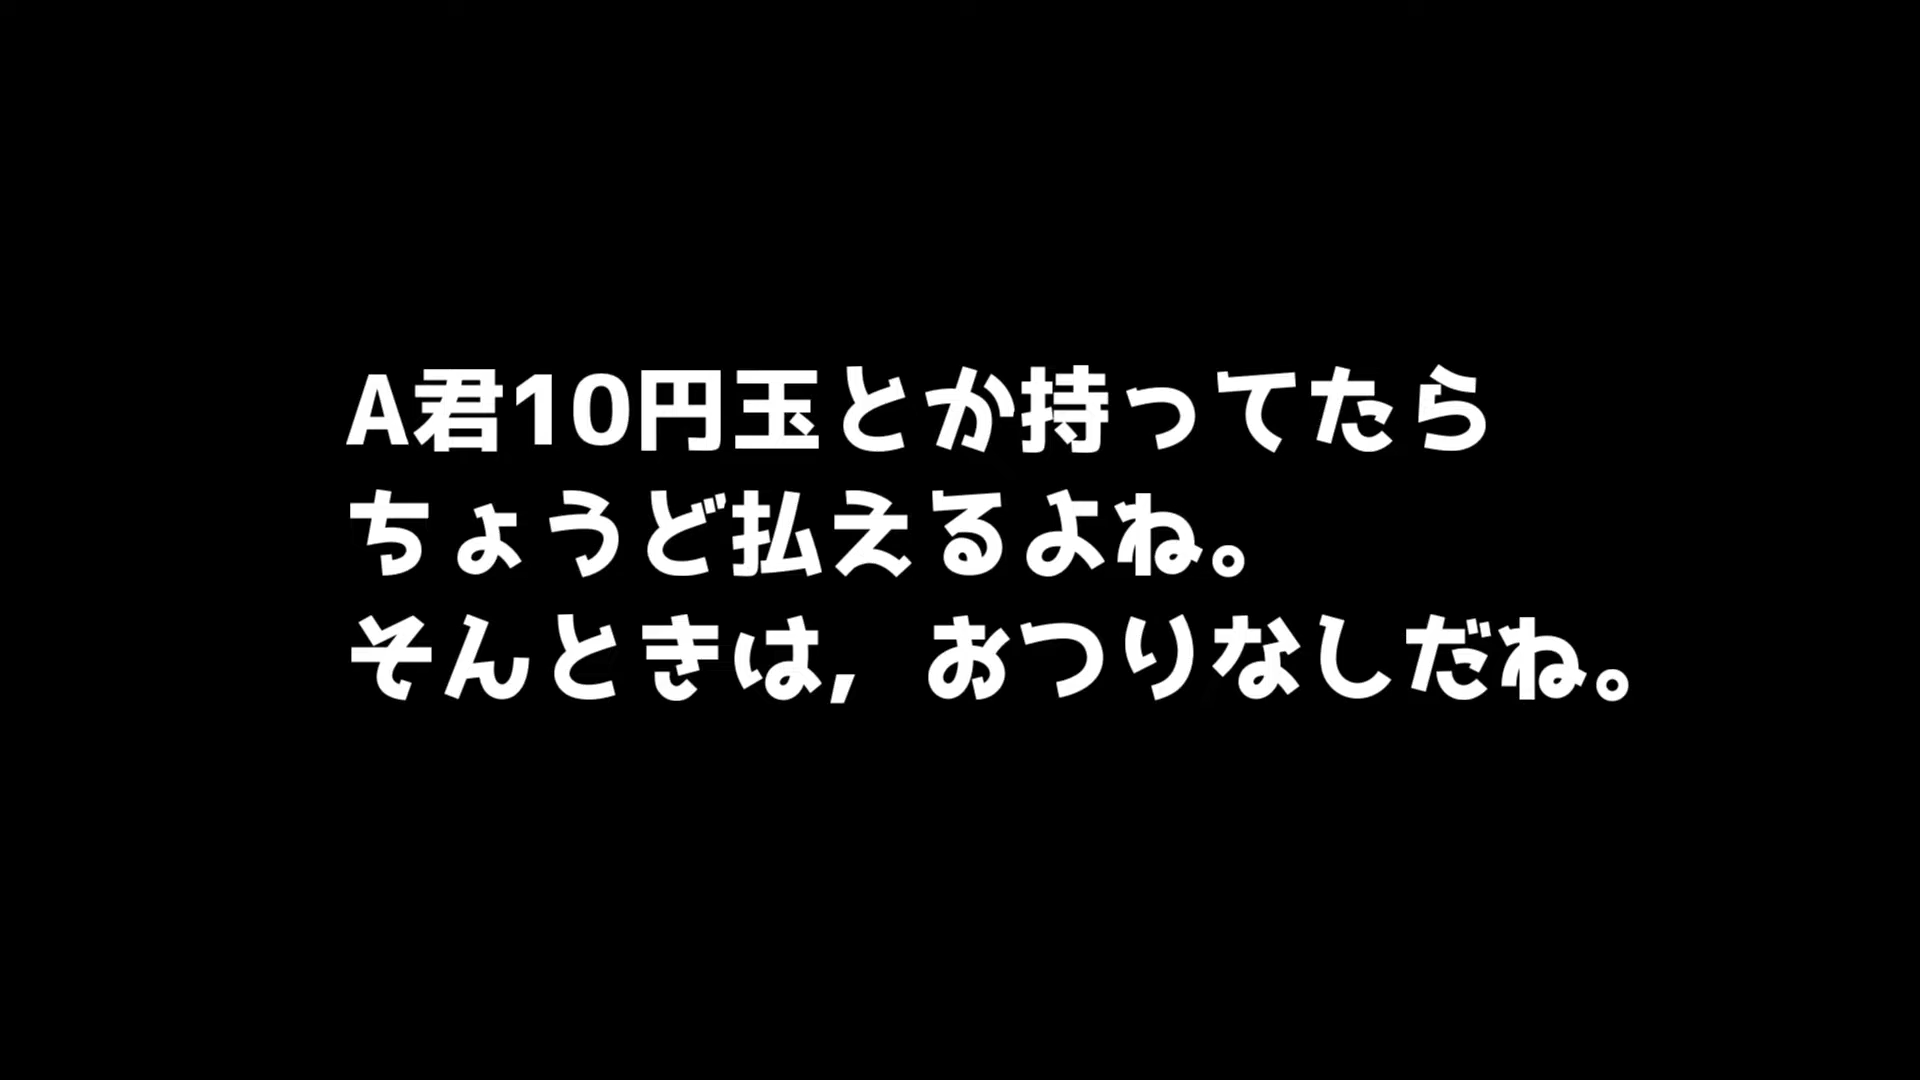 A君10円玉とか持ってたら
ちょうど払えるよね。
そんときは，おつりなしだね。